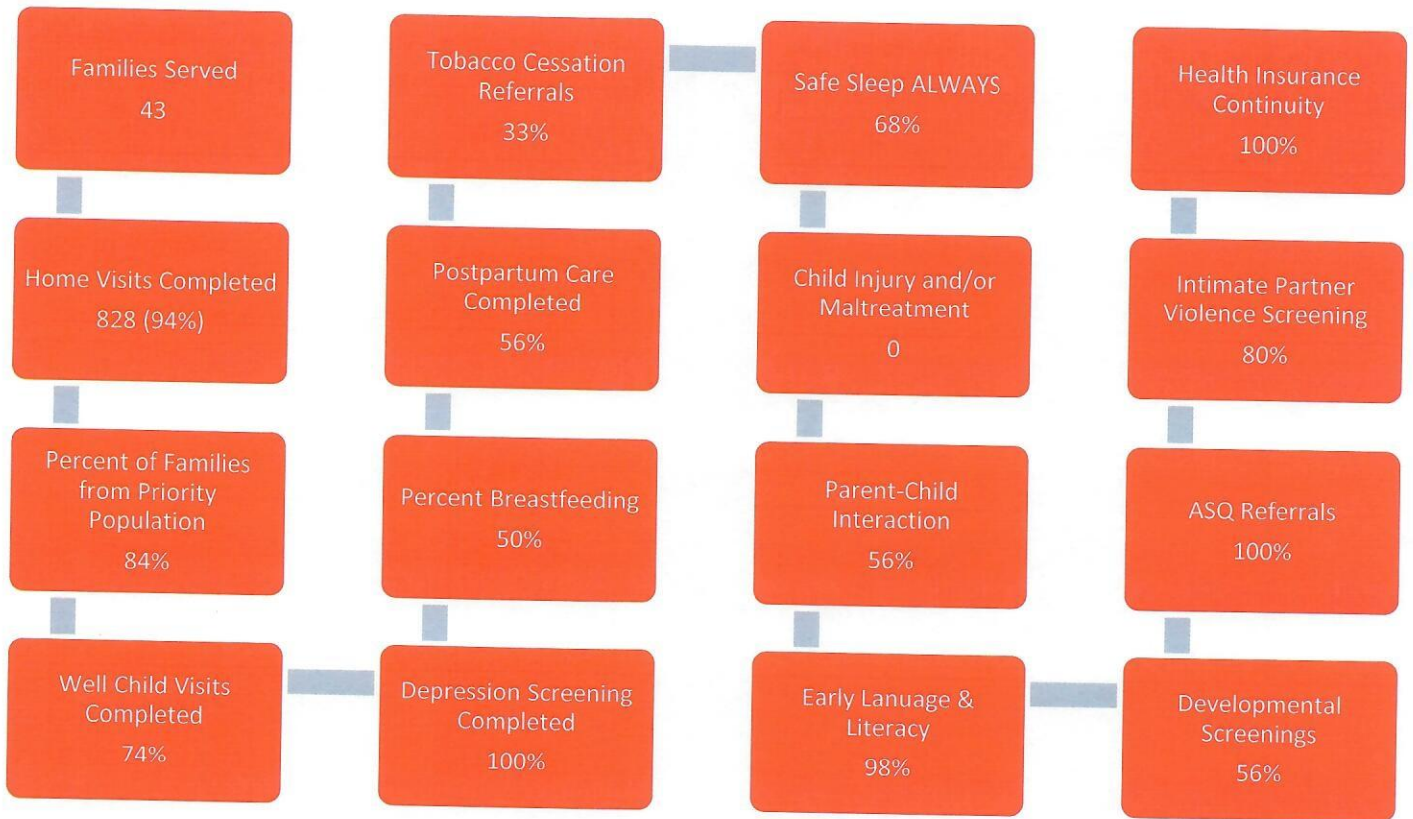 Families Served
43
Home Visits Completed
828 (94%)
Percent of Families
from Priority
Population
84%
Well Child Visits
Completed
74%
Depression Screening
Completed
100%
Percent Breastfeeding
50%
Postpartum Care
Completed
56%
Tobacco Cessation
Referrals
33%
Safe Sleep ALWAYS
68%
Child Injury and/or
Maltreatment
0
Parent-Child
Interaction
56%
Early Lanuage &
Literacy
98%
Developmental
Screenings
56%
ASQ Referrals
100%
Intimate Partner
Violence Screening
80%
Health Insurance
Continuity
100%